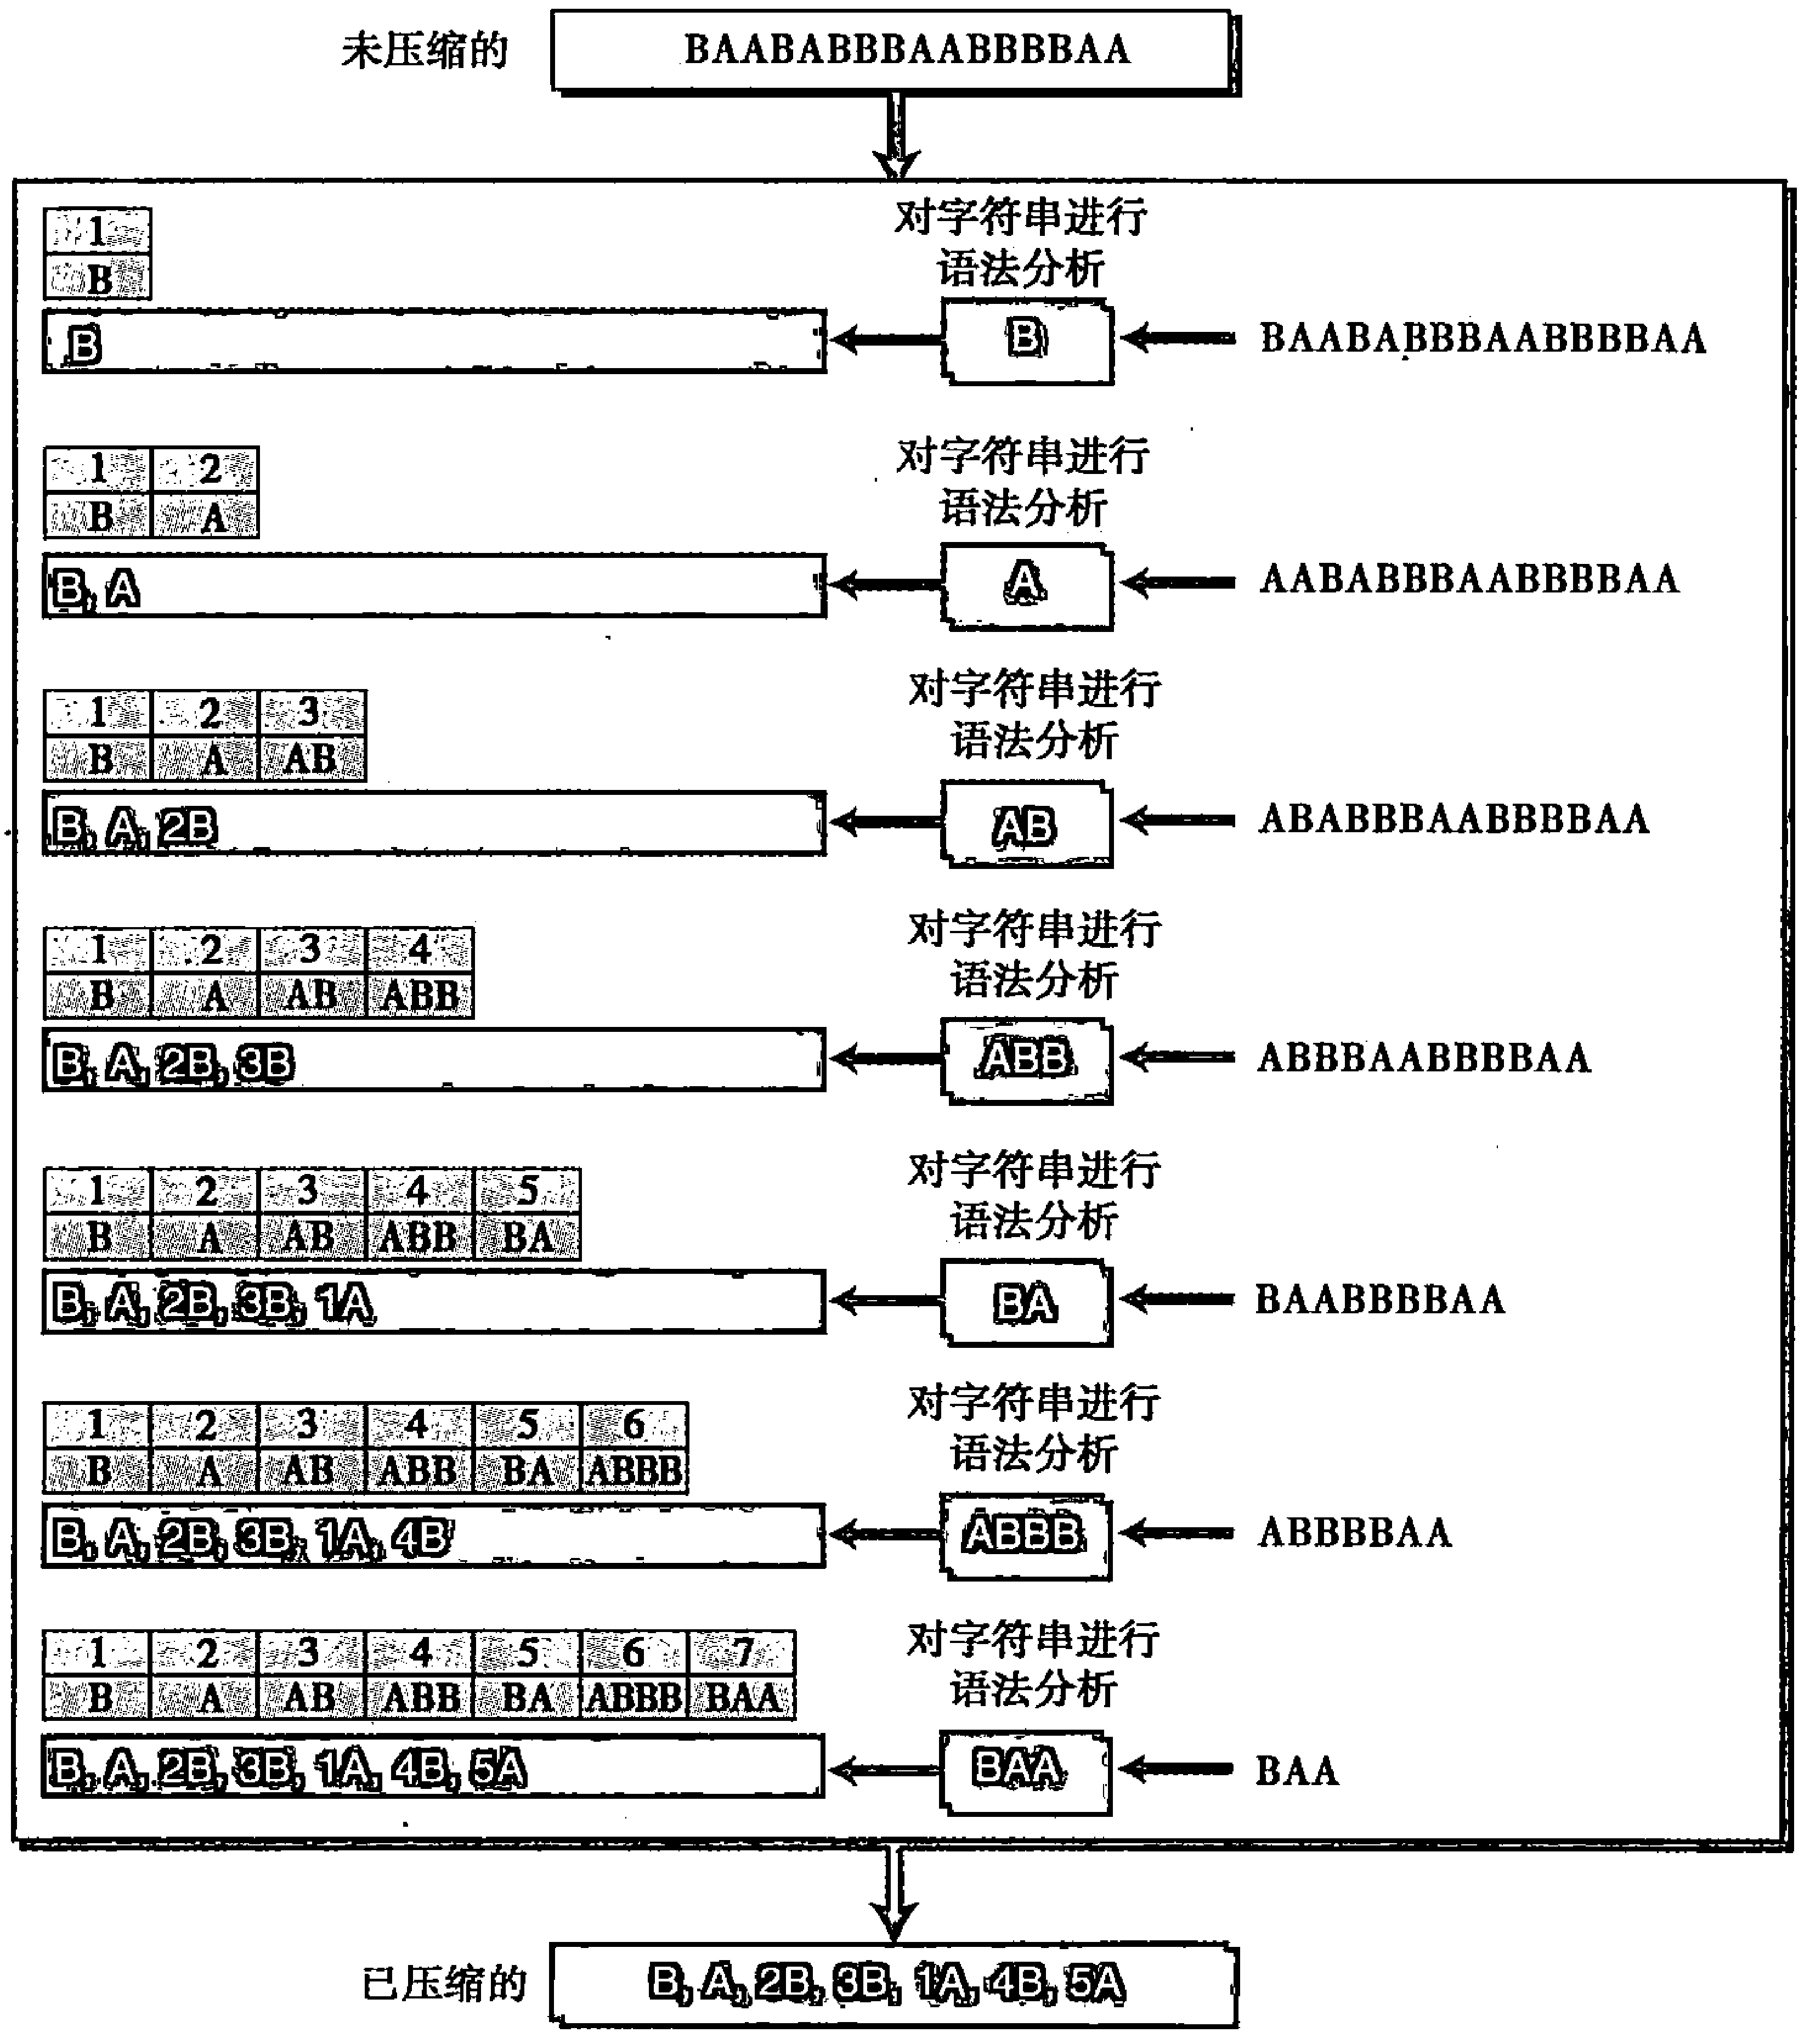 未压缩的 BAABABBBAABBBBAA
1
B
对字符串进行
语法分析
B B BAABABBBAABBBBAA
1 2
B A
对字符串进行
语法分析
B, A A AABABBBAABBBBAA
1 2 3
B A AB
对字符串进行
语法分析
B, A, 2B AB ABABBBAABBBBAA
1 2 3 4
B A AB ABB
对字符串进行
语法分析
B, A, 2B, 3B ABB ABBBAABBBBAA
1 2 3 4 5
B A AB ABB BA
对字符串进行
语法分析
B, A, 2B, 3B, 1A BA BAABBBBAA
1 2 3 4 5 6
B A AB ABB BA ABBB
对字符串进行
语法分析
B, A, 2B, 3B, 1A, 4B ABBB ABBBBAA
1 2 3 4 5 6 7
B A AB ABB BA ABBB BAA
对字符串进行
语法分析
B, A, 2B, 3B, 1A, 4B, 5A BAA BAA
已压缩的 B, A, 2B, 3B, 1A, 4B, 5A